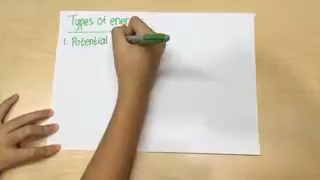 Types of ener
1. Potential